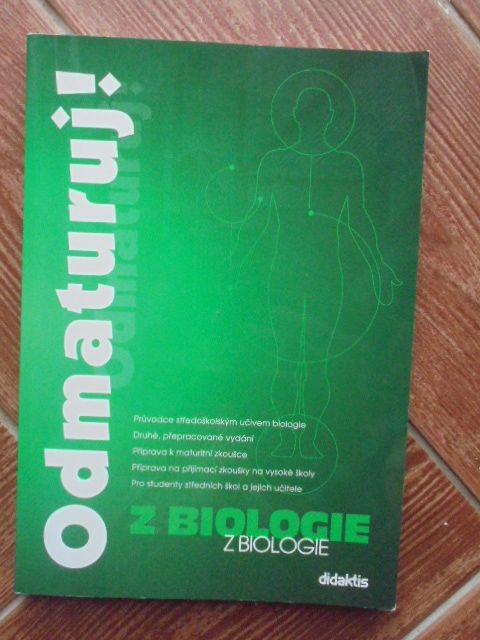 Odmaturuj!
Průvodce středoškolským učivem biologie
Druhé, přepracované vydání
Příprava k maturitní zkoušce
Příprava na přijímací zkoušky na vysoké školy
Pro studenty středních škol a jejich učitele
Z BIOLOGIE
Z BIOLOGIE
didaktis